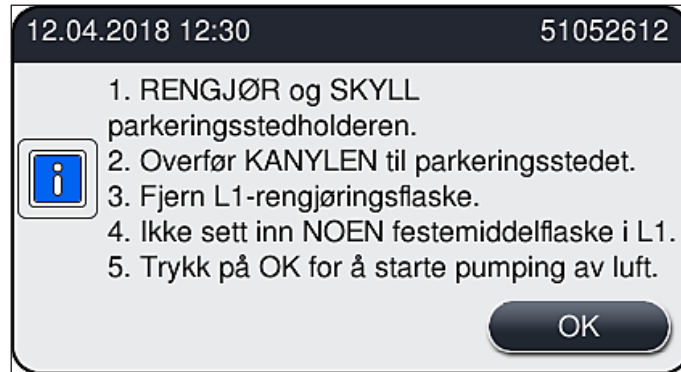 12.04.2018 12:30 51052612
1. RENGJØR og SKYLL
parkeringsstedholderen.
2. Overfør KANYLEN til parkeringsstedet.
3. Fjern L1-rengjøringsflaske.
4. Ikke sett inn NOEN festemiddelflaske i L1.
5. Trykk på OK for å starte pumping av luft.
OK